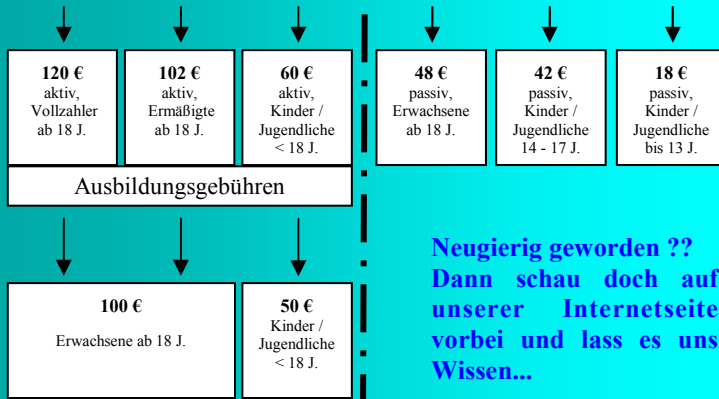 120 €
aktiv,
Vollzahler
ab 18 J.
102 €
aktiv,
Ermäßigte
ab 18 J.
60 €
aktiv,
Kinder /
Jugendliche
< 18 J.
48 €
passiv,
Erwachsene
ab 18 J.
42 €
passiv,
Kinder /
Jugendliche
14 - 17 J.
18 €
passiv,
Kinder /
Jugendliche
bis 13 J.
Ausbildungsgebühren
100 €
Erwachsene ab 18 J.
50 €
Kinder /
Jugendliche
< 18 J.
Neugierig geworden ??
Dann schau doch auf
unserer Internetseite
vorbei und lass es uns
Wissen...